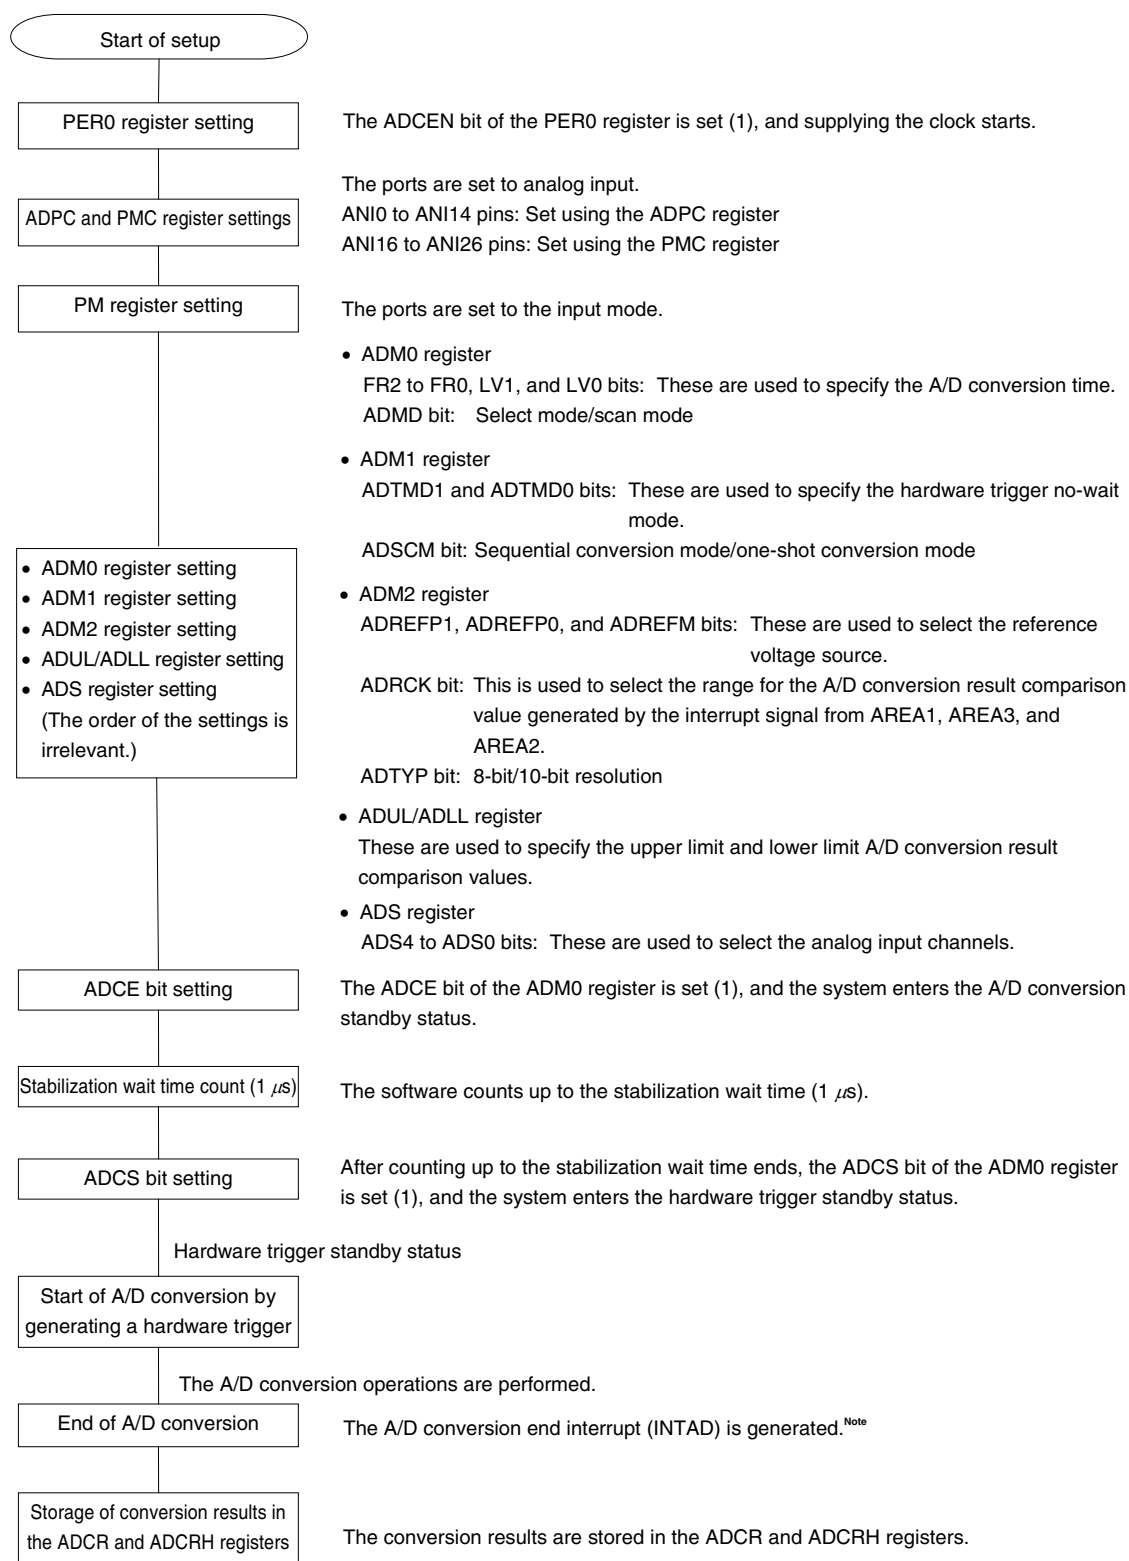 Start of setup
PER0 register setting
The ADCEN bit of the PER0 register is set (1), and supplying the clock starts.
ADPC and PMC register settings
The ports are set to analog input.
ANI0 to ANI14 pins: Set using the ADPC register
ANI16 to ANI26 pins: Set using the PMC register
PM register setting
The ports are set to the input mode.
• ADM0 register setting
• ADM1 register setting
• ADM2 register setting
• ADUL/ADLL register setting
• ADS register setting
(The order of the settings is
irrelevant.)
• ADM0 register
FR2 to FR0, LV1, and LV0 bits: These are used to specify the A/D conversion time.
ADMD bit: Select mode/scan mode
• ADM1 register
ADTMD1 and ADTMD0 bits: These are used to specify the hardware trigger no-wait
mode.
ADSCM bit: Sequential conversion mode/one-shot conversion mode
• ADM2 register
ADREFP1, ADREFP0, and ADREFM bits: These are used to select the reference
voltage source.
ADRCK bit: This is used to select the range for the A/D conversion result comparison
value generated by the interrupt signal from AREA1, AREA3, and
AREA2.
ADTYP bit: 8-bit/10-bit resolution
• ADUL/ADLL register
These are used to specify the upper limit and lower limit A/D conversion result
comparison values.
• ADS register
ADS4 to ADS0 bits: These are used to select the analog input channels.
ADCE bit setting
The ADCE bit of the ADM0 register is set (1), and the system enters the A/D conversion
standby status.
Stabilization wait time count (1 μs)
The software counts up to the stabilization wait time (1 μs).
ADCS bit setting
After counting up to the stabilization wait time ends, the ADCS bit of the ADM0 register
is set (1), and the system enters the hardware trigger standby status.
Hardware trigger standby status
Start of A/D conversion by
generating a hardware trigger
The A/D conversion operations are performed.
End of A/D conversion
The A/D conversion end interrupt (INTAD) is generated.Note
Storage of conversion results in
the ADCR and ADCRH registers
The conversion results are stored in the ADCR and ADCRH registers.